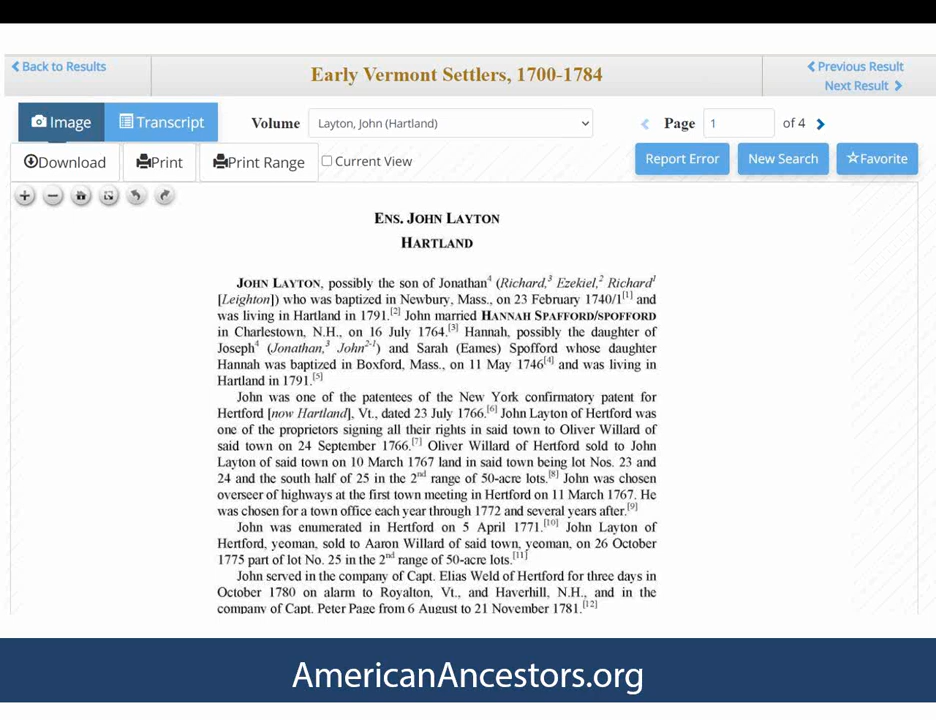 Back to Results
Early Vermont Settlers, 1700-1784
Previous Result
Next Result
Image Transcript Volume Layton, John (Hartland) Page 1 of 4
Download Print Print Range Current View Report Error New Search Favorite
ENS. JOHN LAYTON
HARTLAND
JOHN LAYTON, possibly the son of Jonathan4 (Richard,3 Ezekiel,2 Richard1
[Leighton]) who was baptized in Newbury, Mass., on 23 February 1740/1[1] and
was living in Hartland in 1791.[2] John married HANNAH SPAFFORD/SPOFFORD
in Charlestown, N.H., on 16 July 1764.[3] Hannah, possibly the daughter of
Joseph4 (Jonathan,3 John2-1) and Sarah (Eames) Spofford whose daughter
Hannah was baptized in Boxford, Mass., on 11 May 1746[4] and was living in
Hartland in 1791.[5]
John was one of the patentees of the New York confirmatory patent for
Hertford [now Hartland], Vt., dated 23 July 1766.[6] John Layton of Hertford was
one of the proprietors signing all their rights in said town to Oliver Willard of
said town on 24 September 1766.[7] Oliver Willard of Hertford sold to John
Layton of said town on 10 March 1767 land in said town being lot Nos. 23 and
24 and the south half of 25 in the 2nd range of 50-acre lots.[8] John was chosen
overseer of highways at the first town meeting in Hertford on 11 March 1767. He
was chosen for a town office each year through 1772 and several years after.[9]
John was enumerated in Hertford on 5 April 1771.[10] John Layton of
Hertford, yeoman, sold to Aaron Willard of said town, yeoman, on 26 October
1775 part of lot No. 25 in the 2nd range of 50-acre lots.[11]
John served in the company of Capt. Elias Weld of Hertford for three days in
October 1780 on alarm to Royalton, Vt., and Haverhill, N.H., and in the
company of Capt. Peter Page from 6 August to 21 November 1781.[12]
AmericanAncestors.org